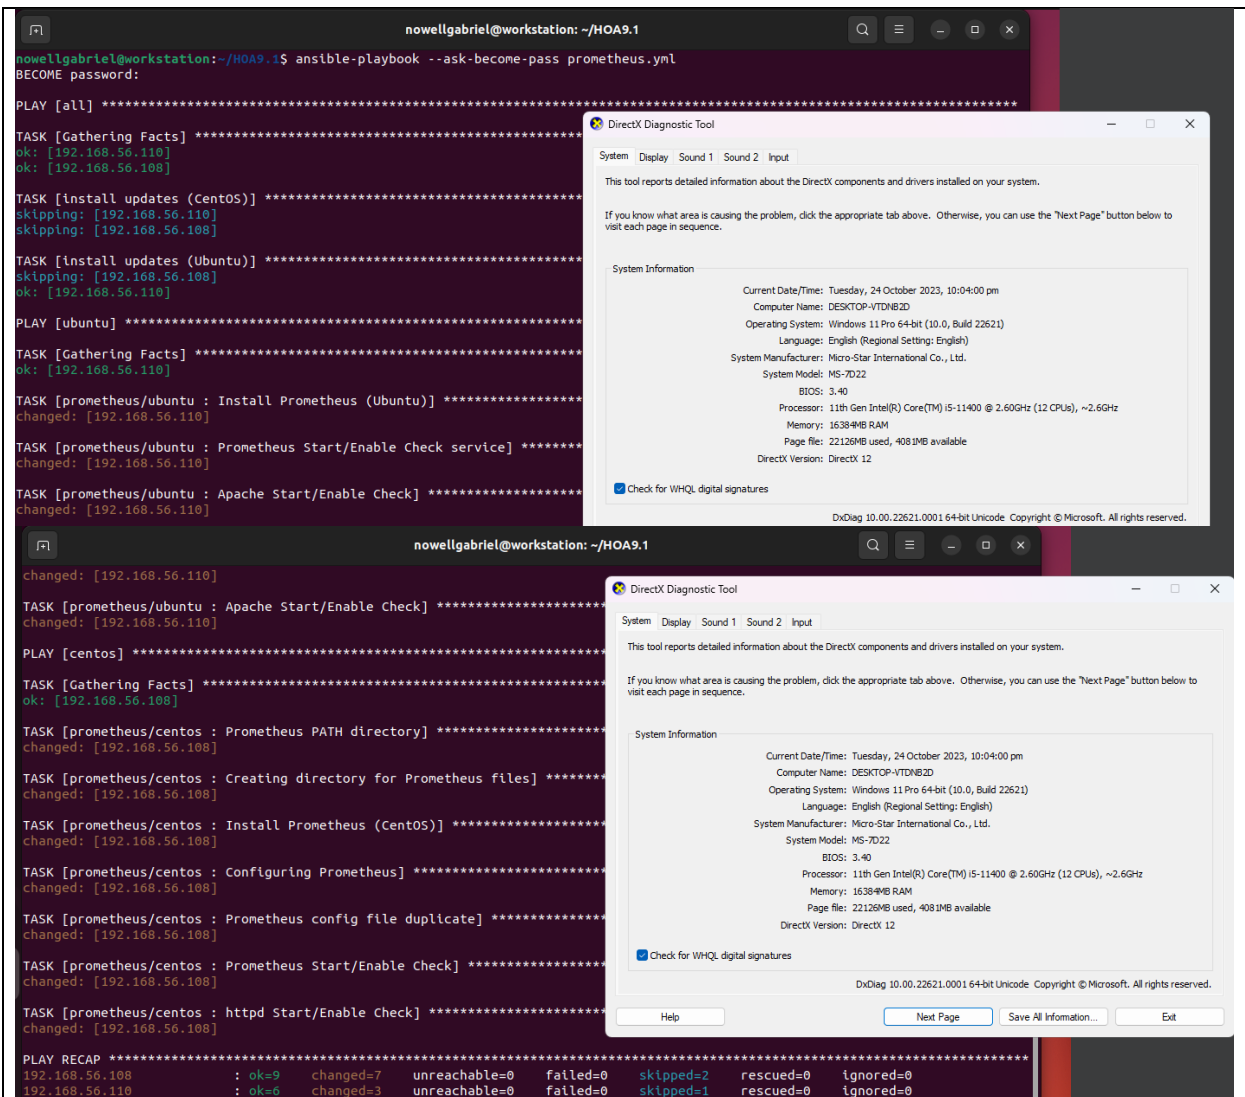 nowellgabriel@workstation: ~/HOA9.1
nowellgabriel@workstation:~/HOA9.1$ ansible-playbook --ask-become-pass prometheus.yml
BECOME password:
PLAY [all] **********************************************************************************************************************
TASK [Gathering Facts] **************************************************
ok: [192.168.56.110]
ok: [192.168.56.108]
TASK [install updates (CentOS)] *****************************************
skipping: [192.168.56.110]
skipping: [192.168.56.108]
TASK [install updates (Ubuntu)] *****************************************
skipping: [192.168.56.108]
ok: [192.168.56.110]
PLAY [ubuntu] ***********************************************************
TASK [Gathering Facts] **************************************************
ok: [192.168.56.110]
TASK [prometheus/ubuntu : Install Prometheus (Ubuntu)] ******************
changed: [192.168.56.110]
TASK [prometheus/ubuntu : Prometheus Start/Enable Check service] ********
changed: [192.168.56.110]
TASK [prometheus/ubuntu : Apache Start/Enable Check] ********************
changed: [192.168.56.110]
DirectX Diagnostic Tool
System Display Sound 1 Sound 2 Input
This tool reports detailed information about the DirectX components and drivers installed on your system.
If you know what area is causing the problem, click the appropriate tab above. Otherwise, you can use the "Next Page" button below to
visit each page in sequence.
System Information
Current Date/Time: Tuesday, 24 October 2023, 10:04:00 pm
Computer Name: DESKTOP-VTDNB2D
Operating System: Windows 11 Pro 64-bit (10.0, Build 22621)
Language: English (Regional Setting: English)
System Manufacturer: Micro-Star International Co., Ltd.
System Model: MS-7D22
BIOS: 3.40
Processor: 11th Gen Intel(R) Core(TM) i5-11400 @ 2.60GHz (12 CPUs), ~2.6GHz
Memory: 16384MB RAM
Page file: 22126MB used, 4081MB available
DirectX Version: DirectX 12
Check for WHQL digital signatures
DxDiag 10.00.22621.0001 64-bit Unicode Copyright © Microsoft. All rights reserved.
nowellgabriel@workstation: ~/HOA9.1
changed: [192.168.56.110]
TASK [prometheus/ubuntu : Apache Start/Enable Check] **********************
changed: [192.168.56.110]
PLAY [centos] *************************************************************
TASK [Gathering Facts] ****************************************************
ok: [192.168.56.108]
TASK [prometheus/centos : Prometheus PATH directory] **********************
changed: [192.168.56.108]
TASK [prometheus/centos : Creating directory for Prometheus files] ********
changed: [192.168.56.108]
TASK [prometheus/centos : Install Prometheus (CentOS)] ********************
changed: [192.168.56.108]
TASK [prometheus/centos : Configuring Prometheus] *************************
changed: [192.168.56.108]
TASK [prometheus/centos : Prometheus config file duplicate] ***************
changed: [192.168.56.108]
TASK [prometheus/centos : Prometheus Start/Enable Check] ******************
changed: [192.168.56.108]
TASK [prometheus/centos : httpd Start/Enable Check] ***********************
changed: [192.168.56.108]
PLAY RECAP **********************************************************************************************************************
192.168.56.108 : ok=9 changed=7 unreachable=0 failed=0 skipped=2 rescued=0 ignored=0
192.168.56.110 : ok=6 changed=3 unreachable=0 failed=0 skipped=1 rescued=0 ignored=0
DirectX Diagnostic Tool
System Display Sound 1 Sound 2 Input
This tool reports detailed information about the DirectX components and drivers installed on your system.
If you know what area is causing the problem, click the appropriate tab above. Otherwise, you can use the "Next Page" button below to
visit each page in sequence.
System Information
Current Date/Time: Tuesday, 24 October 2023, 10:04:00 pm
Computer Name: DESKTOP-VTDNB2D
Operating System: Windows 11 Pro 64-bit (10.0, Build 22621)
Language: English (Regional Setting: English)
System Manufacturer: Micro-Star International Co., Ltd.
System Model: MS-7D22
BIOS: 3.40
Processor: 11th Gen Intel(R) Core(TM) i5-11400 @ 2.60GHz (12 CPUs), ~2.6GHz
Memory: 16384MB RAM
Page file: 22126MB used, 4081MB available
DirectX Version: DirectX 12
Check for WHQL digital signatures
DxDiag 10.00.22621.0001 64-bit Unicode Copyright © Microsoft. All rights reserved.
Help Next Page Save All Information... Exit